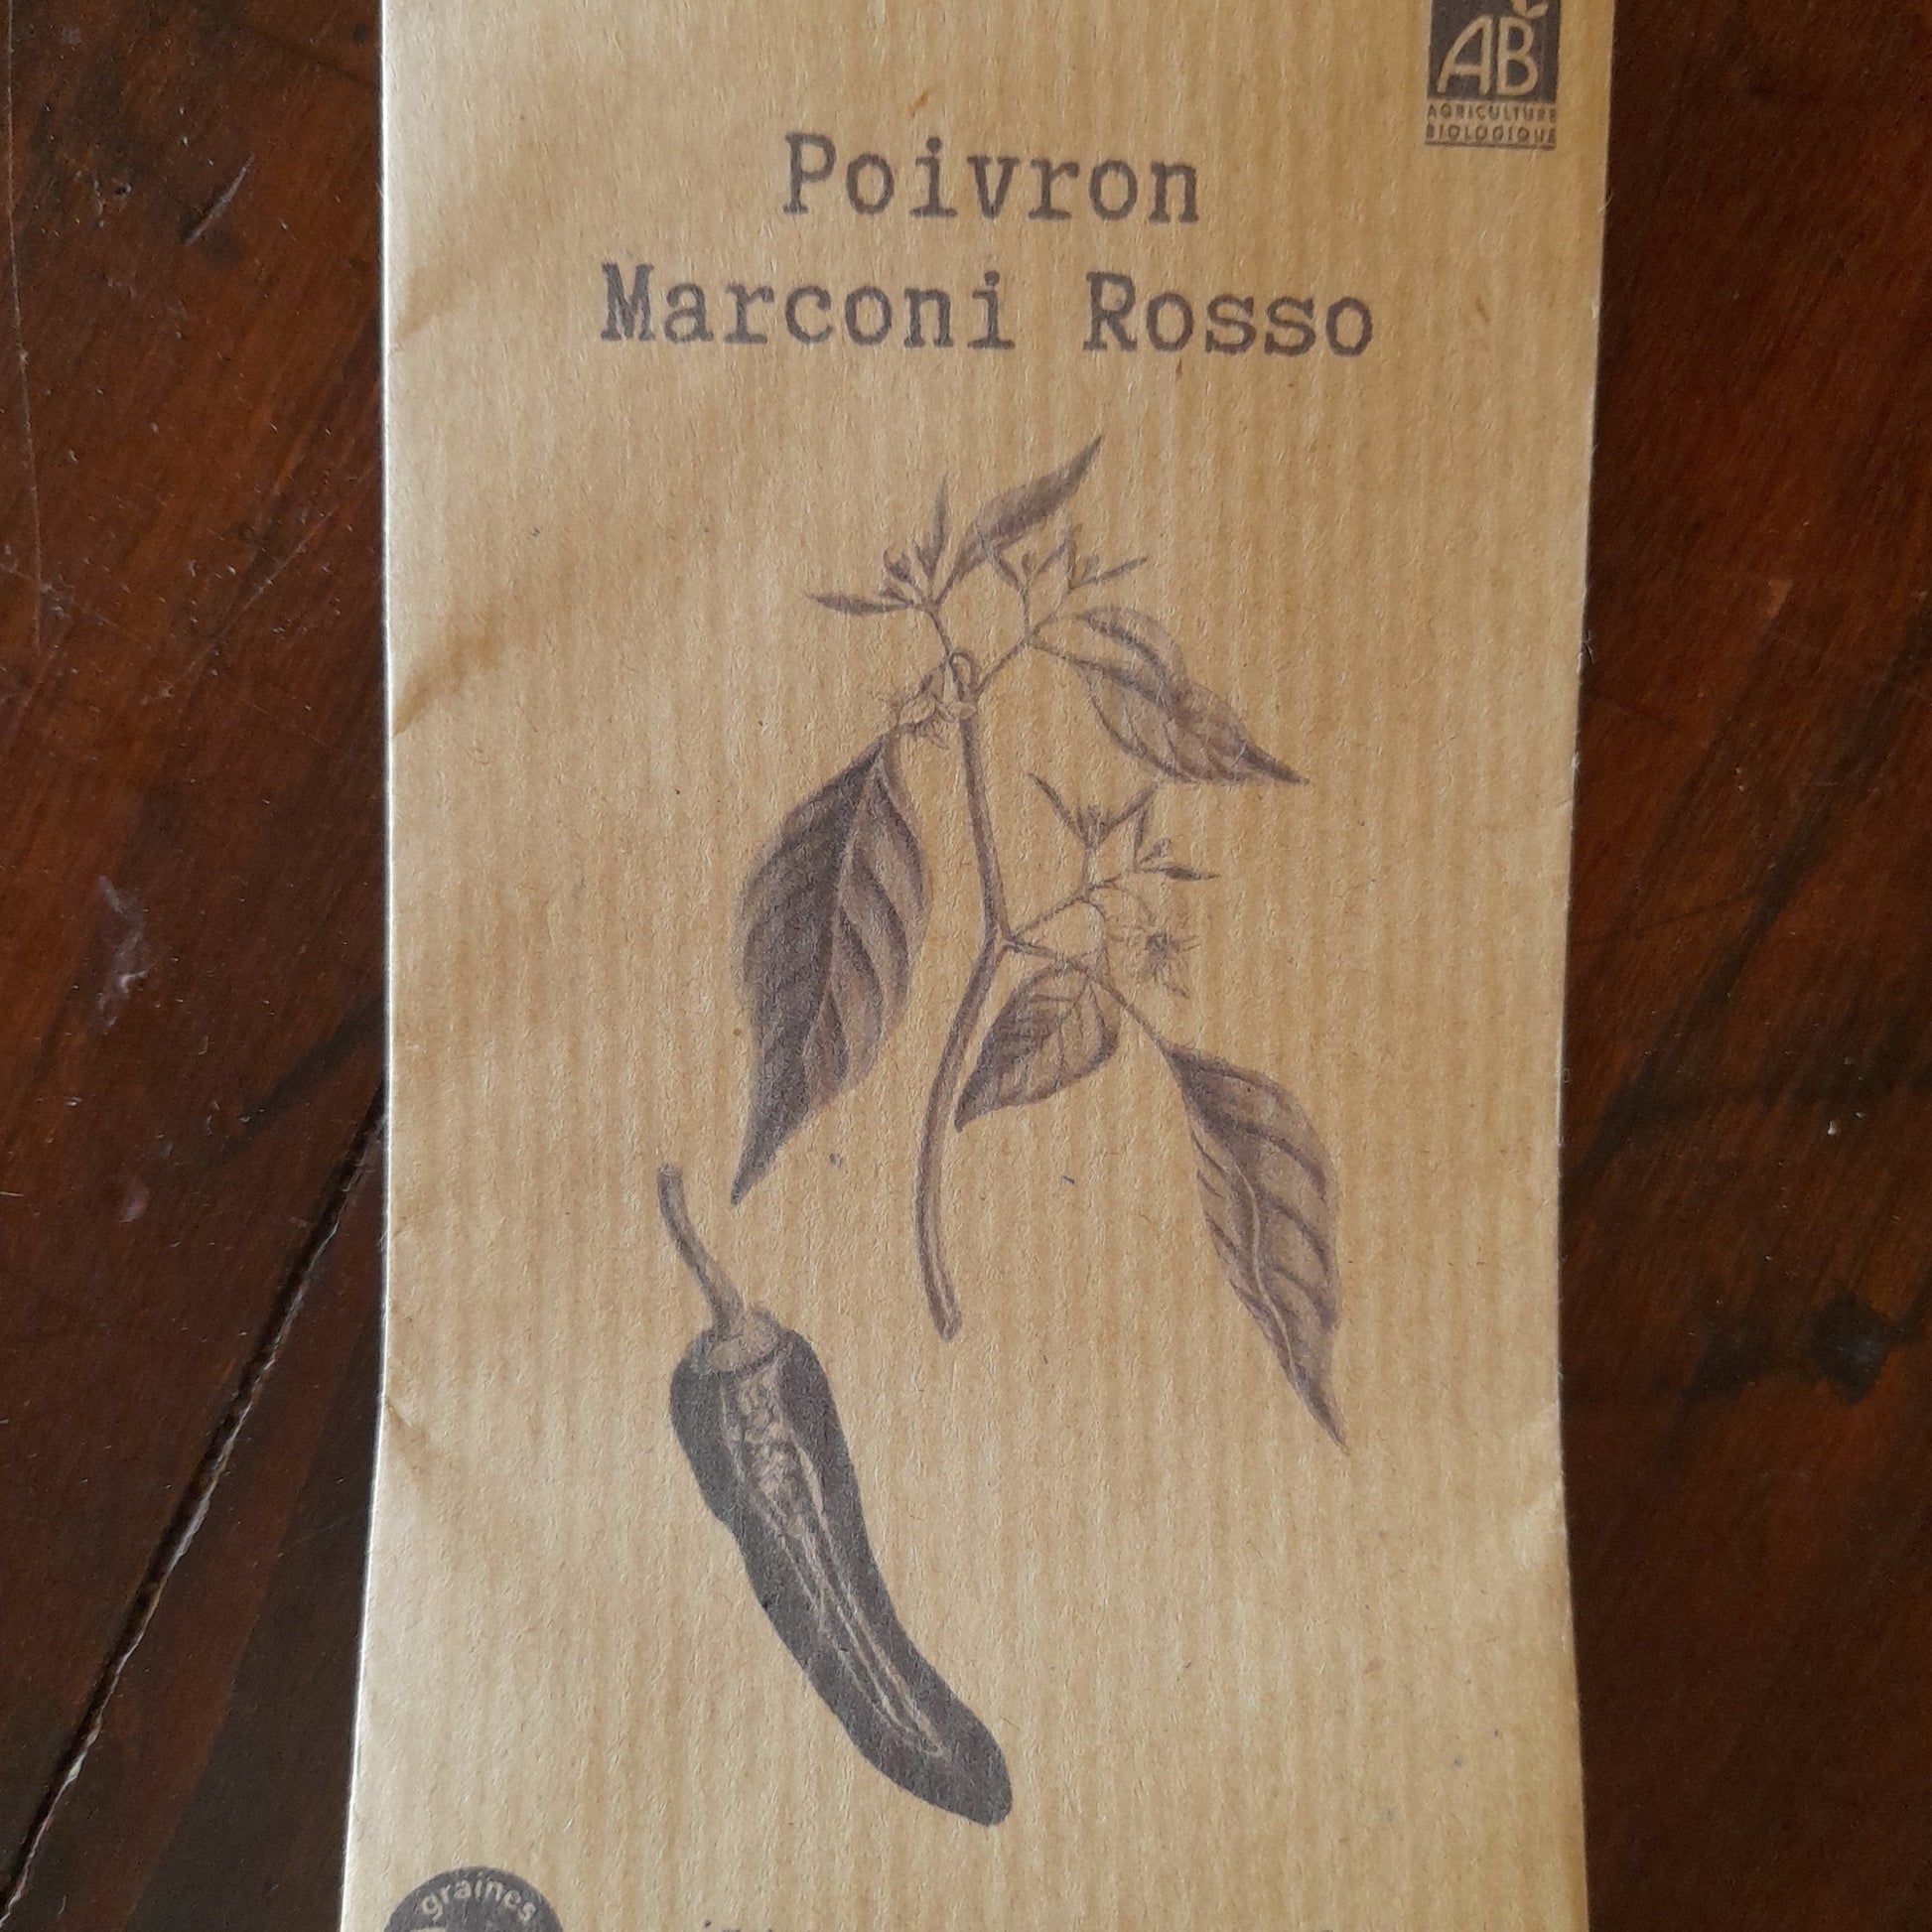 AB
AGRICULTURE
BIOLOGIQUE
Poivron
Marconi Rosso
graines